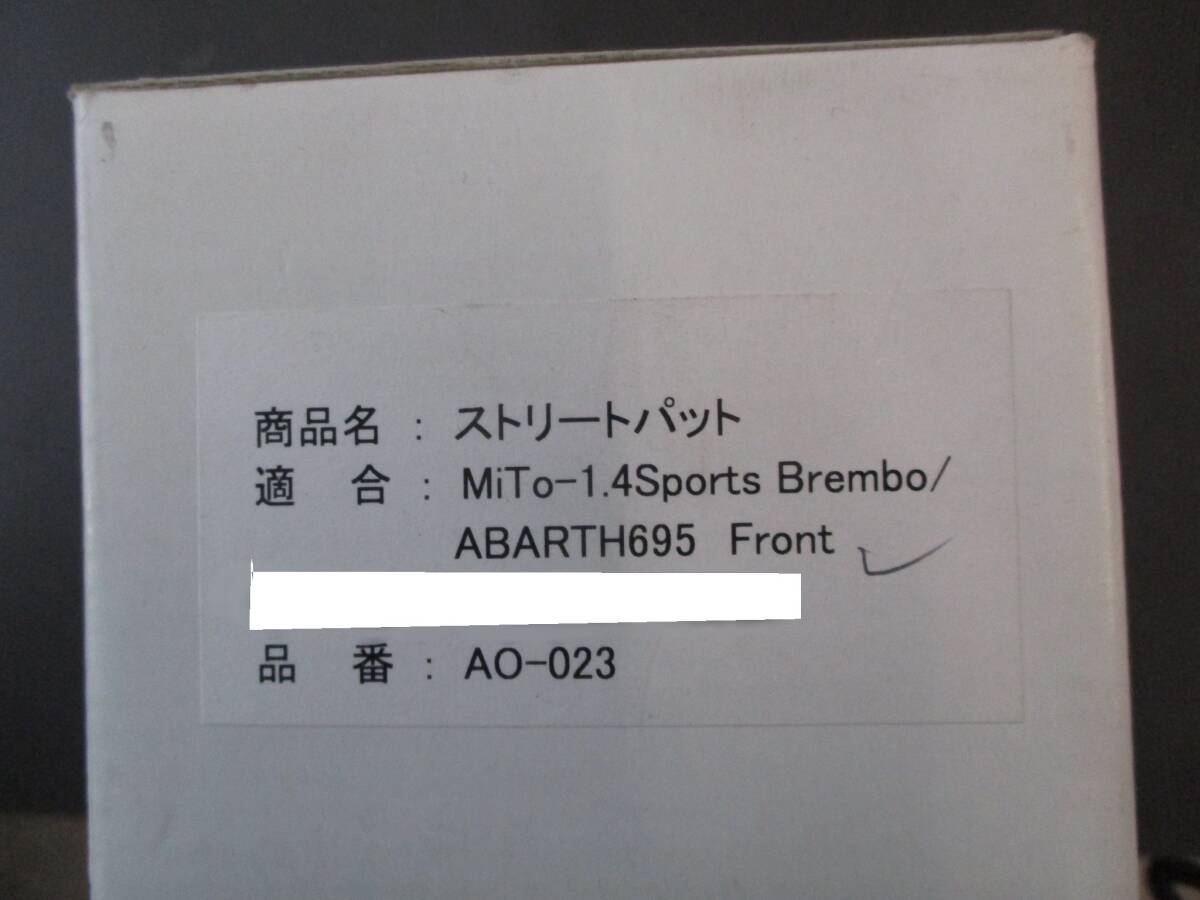 商品名 : ストリートパット
適 合 : MiTo-1.4Sports Brembo/
ABARTH695 Front
品 番 : AO-023